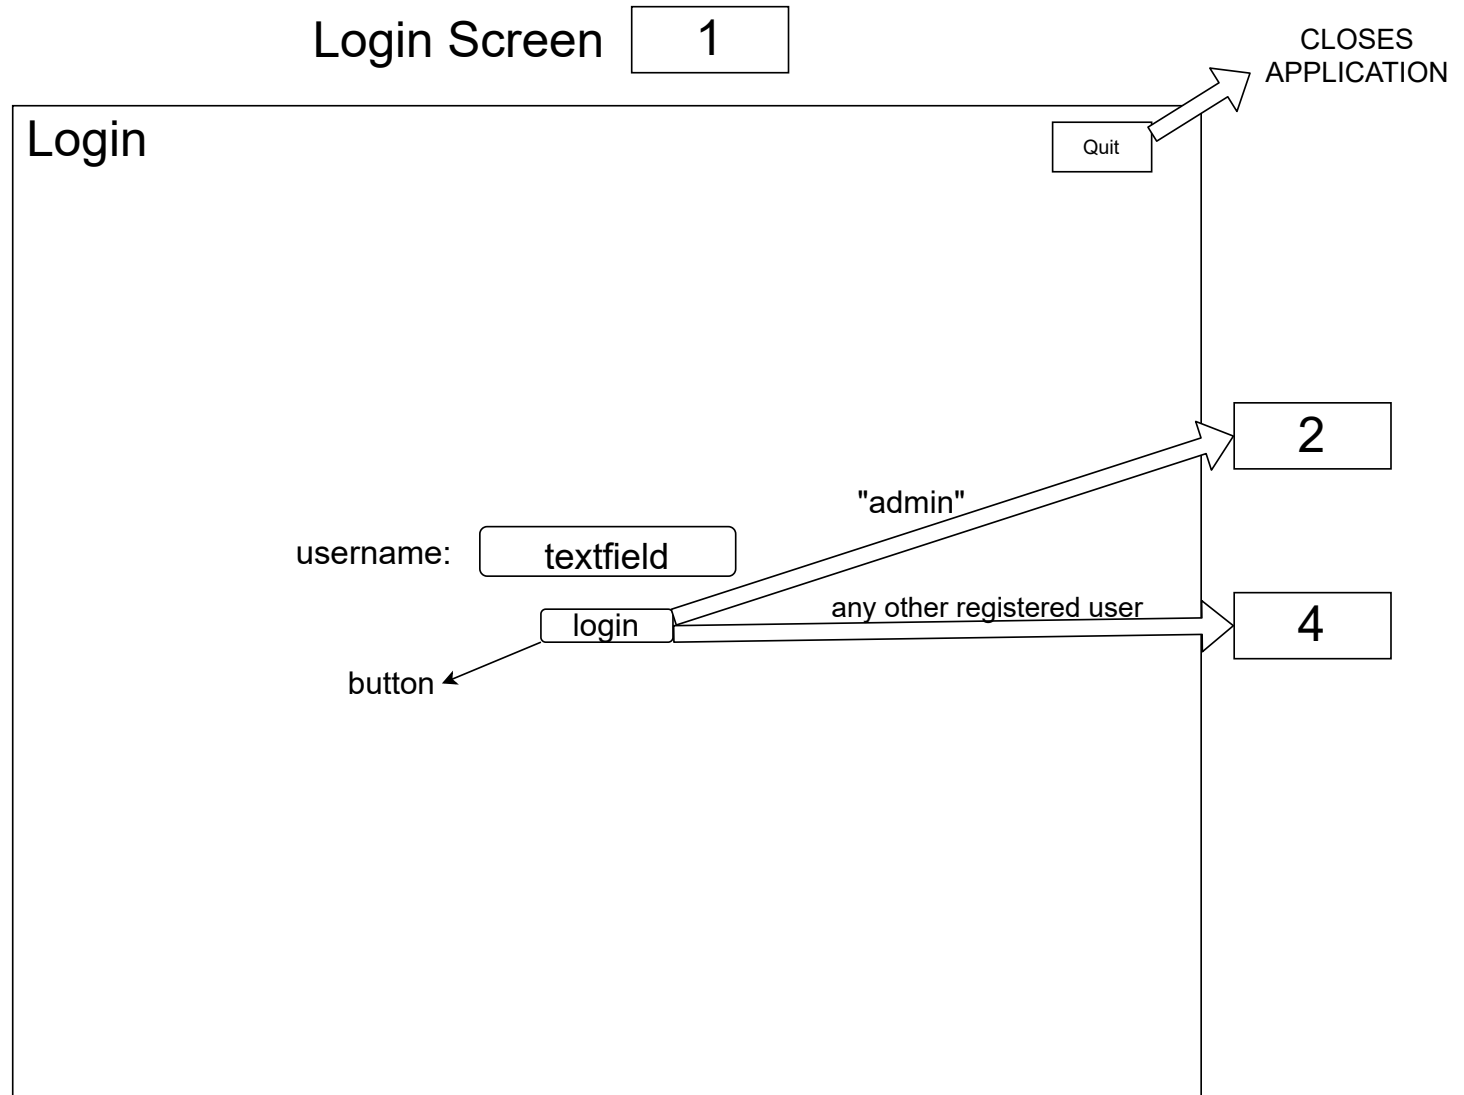 Login Screen
1
CLOSES
APPLICATION
Login
Quit
2
"admin"
username:
textfield
any other registered user
login
4
button